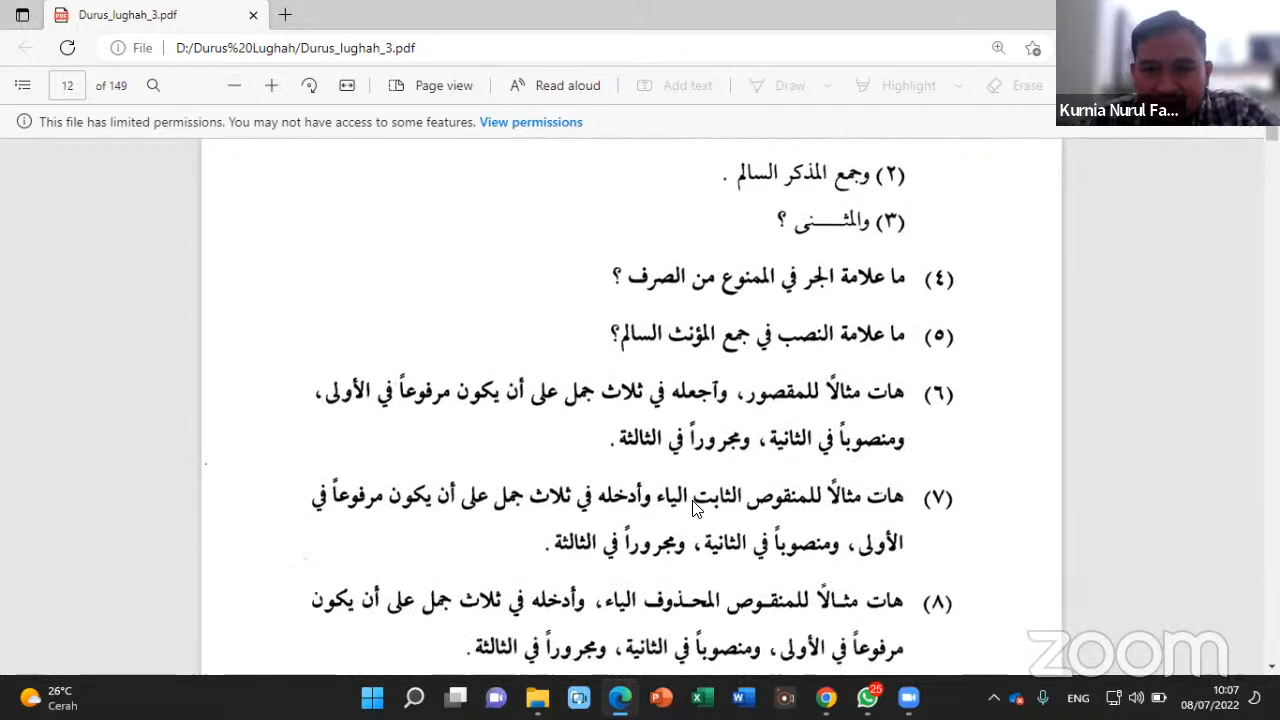 Durus_lughah_3.pdf
File D:/Durus%20Lughah/Durus_lughah_3.pdf
12 of 149 Page view Read aloud Add text Draw Highlight Erase
This file has limited permissions. You may not have access to some features. View permissions
Kurnia Nurul Fa...
(٢) وجمع المذكر السالم .
(٣) والمثـــــنى ؟
(٤) ما علامة الجر في الممنوع من الصرف ؟
(٥) ما علامة النصب في جمع المؤنث السالم؟
(٦) هات مثالًا للمقصور، وآجعله في ثلاث جمل على أن يكون مرفوعاً في الأولى،
ومنصوباً في الثانية، ومجروراً في الثالثة .
(٧) هات مثالًا للمنقوص الثابت الياء وأدخله في ثلاث جمل على أن يكون مرفوعاً في
الأولى، ومنصوباً في الثانية، ومجروراً في الثالثة .
(٨) هات مثـالًا للمنقـوص المحـذوف الياء، وأدخله في ثلاث جمل على أن يكون
مرفوعاً في الأولى، ومنصوباً في الثانية، ومجروراً في الثالثة .
zoom
26°C
Cerah
25
ENG
10:07
08/07/2022